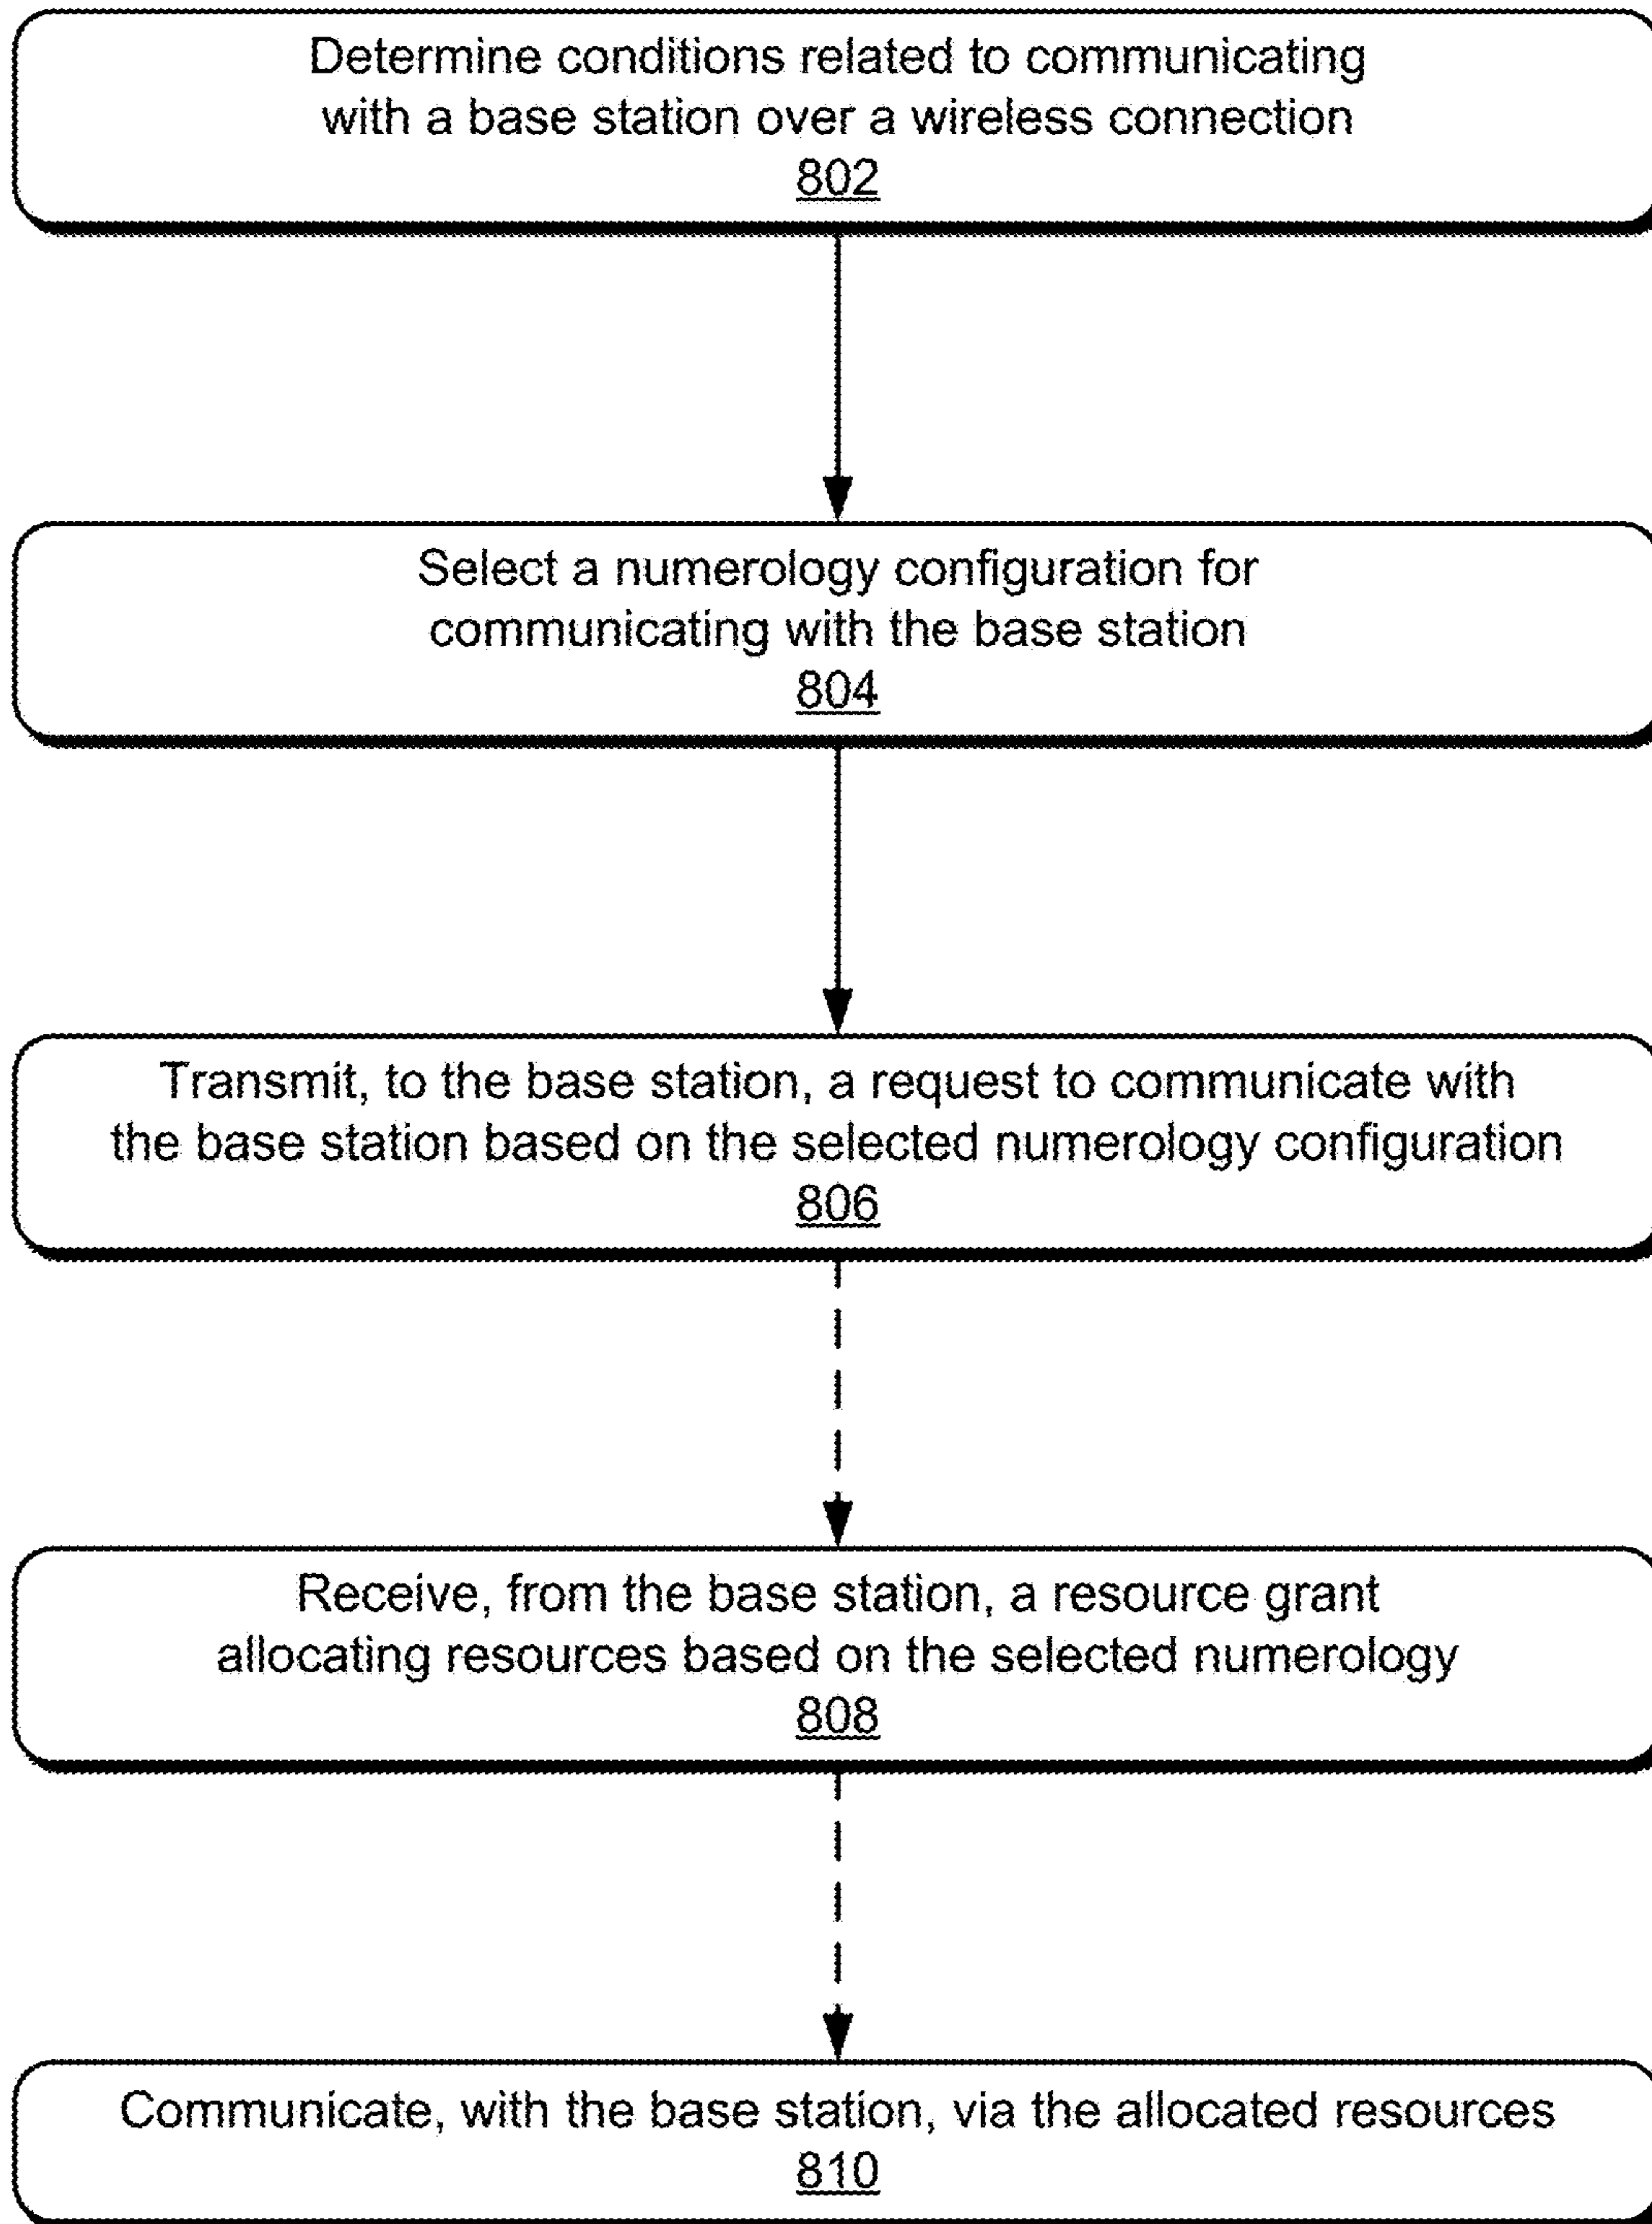 Determine conditions related to communicating
with a base station over a wireless connection
802
Select a numerology configuration for
communicating with the base station
804
Transmit, to the base station, a request to communicate with
the base station based on the selected numerology configuration
806
Receive, from the base station, a resource grant
allocating resources based on the selected numerology
808
Communicate, with the base station, via the allocated resources
810